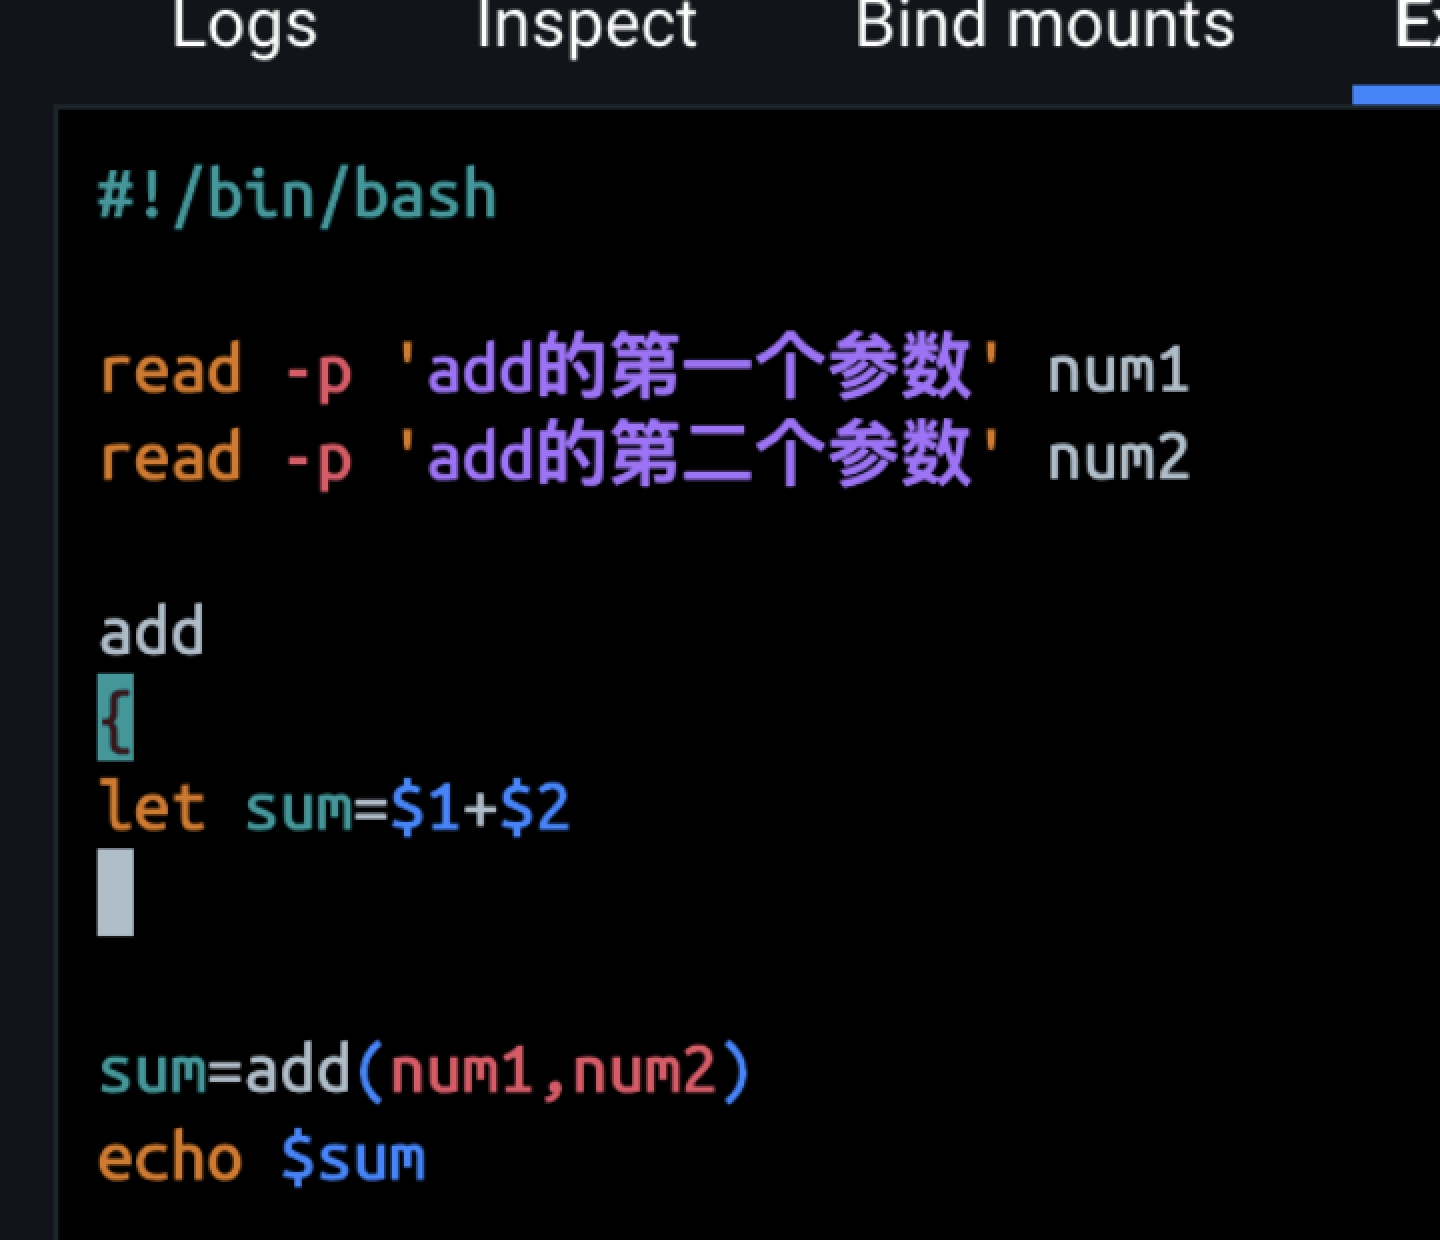 Logs Inspect Bind mounts
#!/bin/bash
read -p 'add的第一个参数' num1
read -p 'add的第二个参数' num2
add
{
let sum=$1+$2
sum=add(num1,num2)
echo $sum